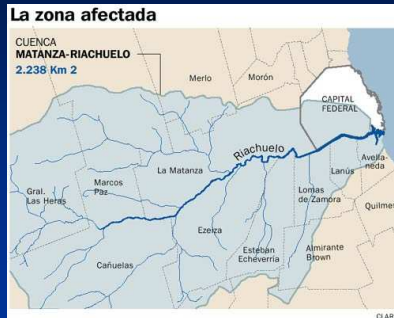 La zona afectada
CUENCA
MATANZA-RIACHUELO
2.238 Km 2
Merlo
Morón
CAPITAL
FEDERAL
Riachuelo
Avella-
neda
La Matanza
Lanús
Marcos
Paz
Gral.
Las Heras
Lomas
de Zamora
Quilmes
Ezeiza
Esteban
Echeverría
Almirante
Brown
Cañuelas